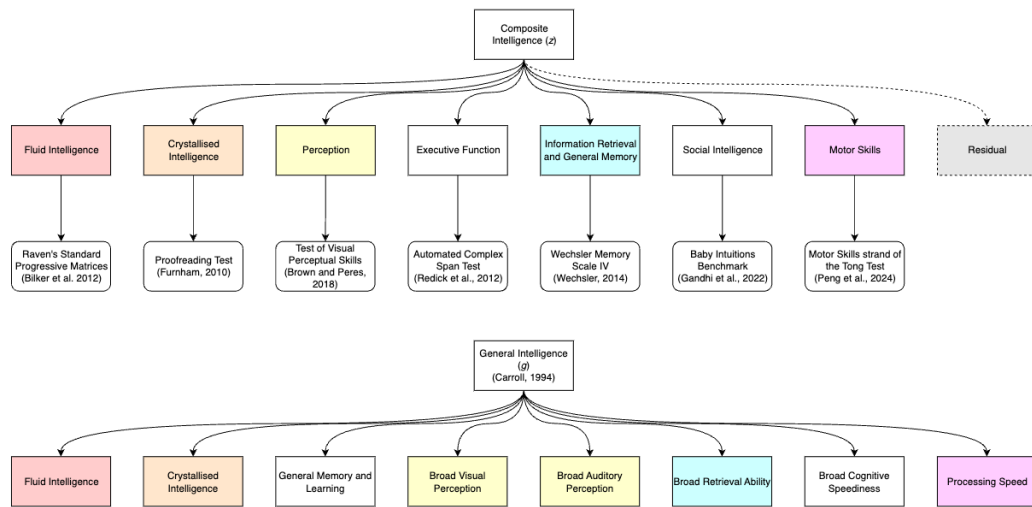 Composite
Intelligence (z)
Fluid Intelligence
Crystallised
Intelligence
Perception
Executive Function
Information Retrieval
and General Memory
Social Intelligence
Motor Skills
Residual
Raven's Standard
Progressive Matrices
(Bilker et al. 2012)
Proofreading Test
(Furnham, 2010)
Test of Visual
Perceptual Skills
(Brown and Peres,
2018)
Automated Complex
Span Test
(Redick et al., 2012)
Wechsler Memory
Scale IV
(Wechsler, 2014)
Baby Intuitions
Benchmark
(Gandhi et al., 2022)
Motor Skills strand of
the Tong Test
(Peng et al., 2024)
General Intelligence
(g)
(Carroll, 1994)
Fluid Intelligence
Crystallised
Intelligence
General Memory and
Learning
Broad Visual
Perception
Broad Auditory
Perception
Broad Retrieval Ability
Broad Cognitive
Speediness
Processing Speed